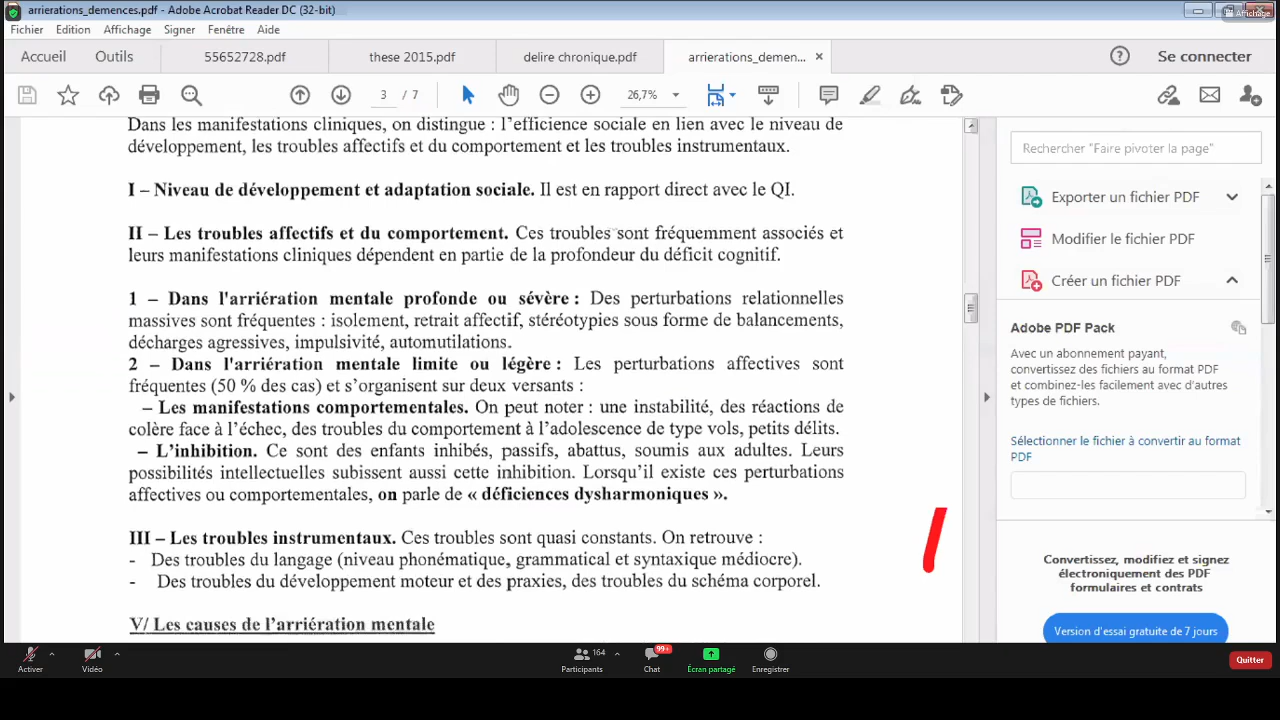 arrierations_demences.pdf - Adobe Acrobat Reader DC (32-bit)
Affichage
Fichier Edition Affichage Signer Fenêtre Aide
Accueil Outils 55652728.pdf these 2015.pdf delire chronique.pdf arrierations_demen... × Se connecter
3 / 7 26,7%
Dans les manifestations cliniques, on distingue : l'efficience sociale en lien avec le niveau de
développement, les troubles affectifs et du comportement et les troubles instrumentaux.
I – Niveau de développement et adaptation sociale. Il est en rapport direct avec le QI.
II – Les troubles affectifs et du comportement. Ces troubles sont fréquemment associés et
leurs manifestations cliniques dépendent en partie de la profondeur du déficit cognitif.
1 – Dans l'arriération mentale profonde ou sévère : Des perturbations relationnelles
massives sont fréquentes : isolement, retrait affectif, stéréotypies sous forme de balancements,
décharges agressives, impulsivité, automutilations.
2 – Dans l'arriération mentale limite ou légère : Les perturbations affectives sont
fréquentes (50 % des cas) et s'organisent sur deux versants :
– Les manifestations comportementales. On peut noter : une instabilité, des réactions de
colère face à l'échec, des troubles du comportement à l'adolescence de type vols, petits délits.
– L'inhibition. Ce sont des enfants inhibés, passifs, abattus, soumis aux adultes. Leurs
possibilités intellectuelles subissent aussi cette inhibition. Lorsqu'il existe ces perturbations
affectives ou comportementales, on parle de « déficiences dysharmoniques ».
III – Les troubles instrumentaux. Ces troubles sont quasi constants. On retrouve :
- Des troubles du langage (niveau phonématique, grammatical et syntaxique médiocre).
- Des troubles du développement moteur et des praxies, des troubles du schéma corporel.
V/ Les causes de l'arriération mentale
Rechercher "Faire pivoter la page"
Exporter un fichier PDF
Modifier le fichier PDF
Créer un fichier PDF
Adobe PDF Pack
Avec un abonnement payant,
convertissez des fichiers au format PDF
et combinez-les facilement avec d'autres
types de fichiers.
Sélectionner le fichier à convertir au format
PDF
Convertissez, modifiez et signez
électroniquement des PDF
formulaires et contrats
Version d'essai gratuite de 7 jours
164 99+
Activer Vidéo Participants Chat Écran partagé Enregistrer Quitter